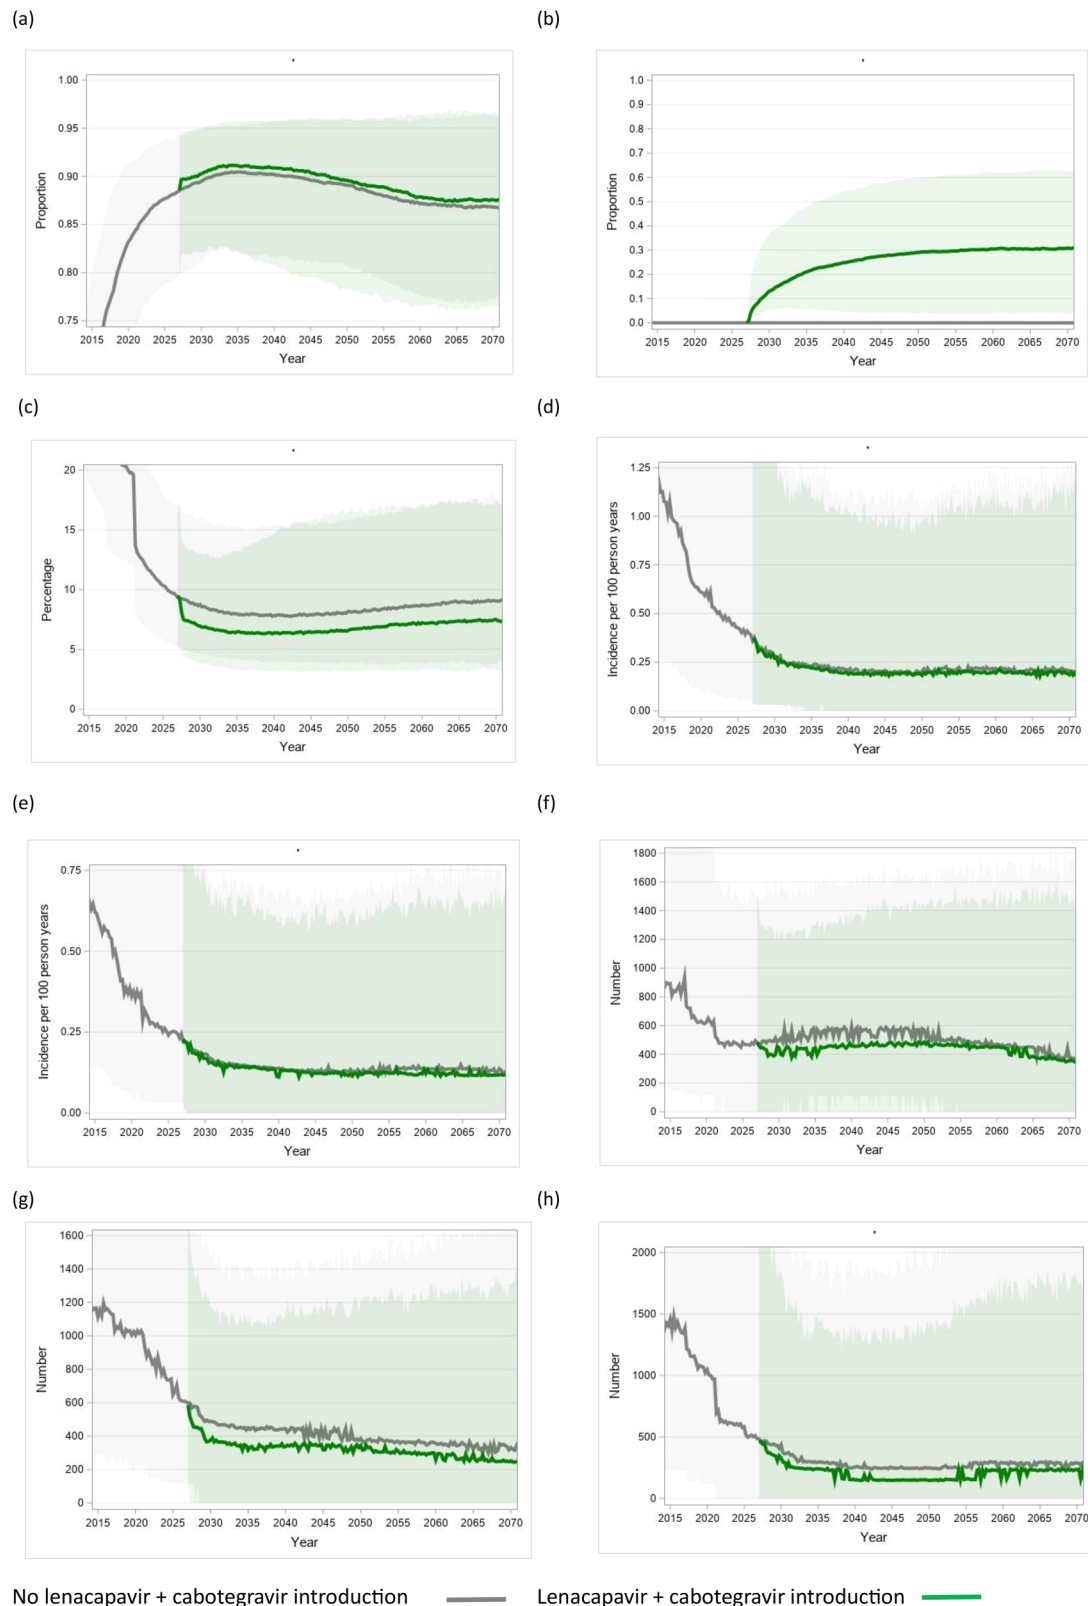 (a) (b)
1.00
0.95
0.90
0.85
0.80
0.75
Proportion
2015 2020 2025 2030 2035 2040 2045 2050 2055 2060 2065 2070
Year
1.0
0.9
0.8
0.7
0.6
0.5
0.4
0.3
0.2
0.1
0.0
Proportion
2015 2020 2025 2030 2035 2040 2045 2050 2055 2060 2065 2070
Year
(c) (d)
20
15
10
5
0
Percentage
2015 2020 2025 2030 2035 2040 2045 2050 2055 2060 2065 2070
Year
1.25
1.00
0.75
0.50
0.25
0.00
Incidence per 100 person years
2015 2020 2025 2030 2035 2040 2045 2050 2055 2060 2065 2070
Year
(e) (f)
0.75
0.50
0.25
0.00
Incidence per 100 person years
2015 2020 2025 2030 2035 2040 2045 2050 2055 2060 2065 2070
Year
1800
1600
1400
1200
1000
800
600
400
200
0
Number
2015 2020 2025 2030 2035 2040 2045 2050 2055 2060 2065 2070
Year
(g) (h)
1600
1400
1200
1000
800
600
400
200
0
Number
2015 2020 2025 2030 2035 2040 2045 2050 2055 2060 2065 2070
Year
2000
1500
1000
500
0
Number
2015 2020 2025 2030 2035 2040 2045 2050 2055 2060 2065 2070
Year
No lenacapavir + cabotegravir introduction Lenacapavir + cabotegravir introduction